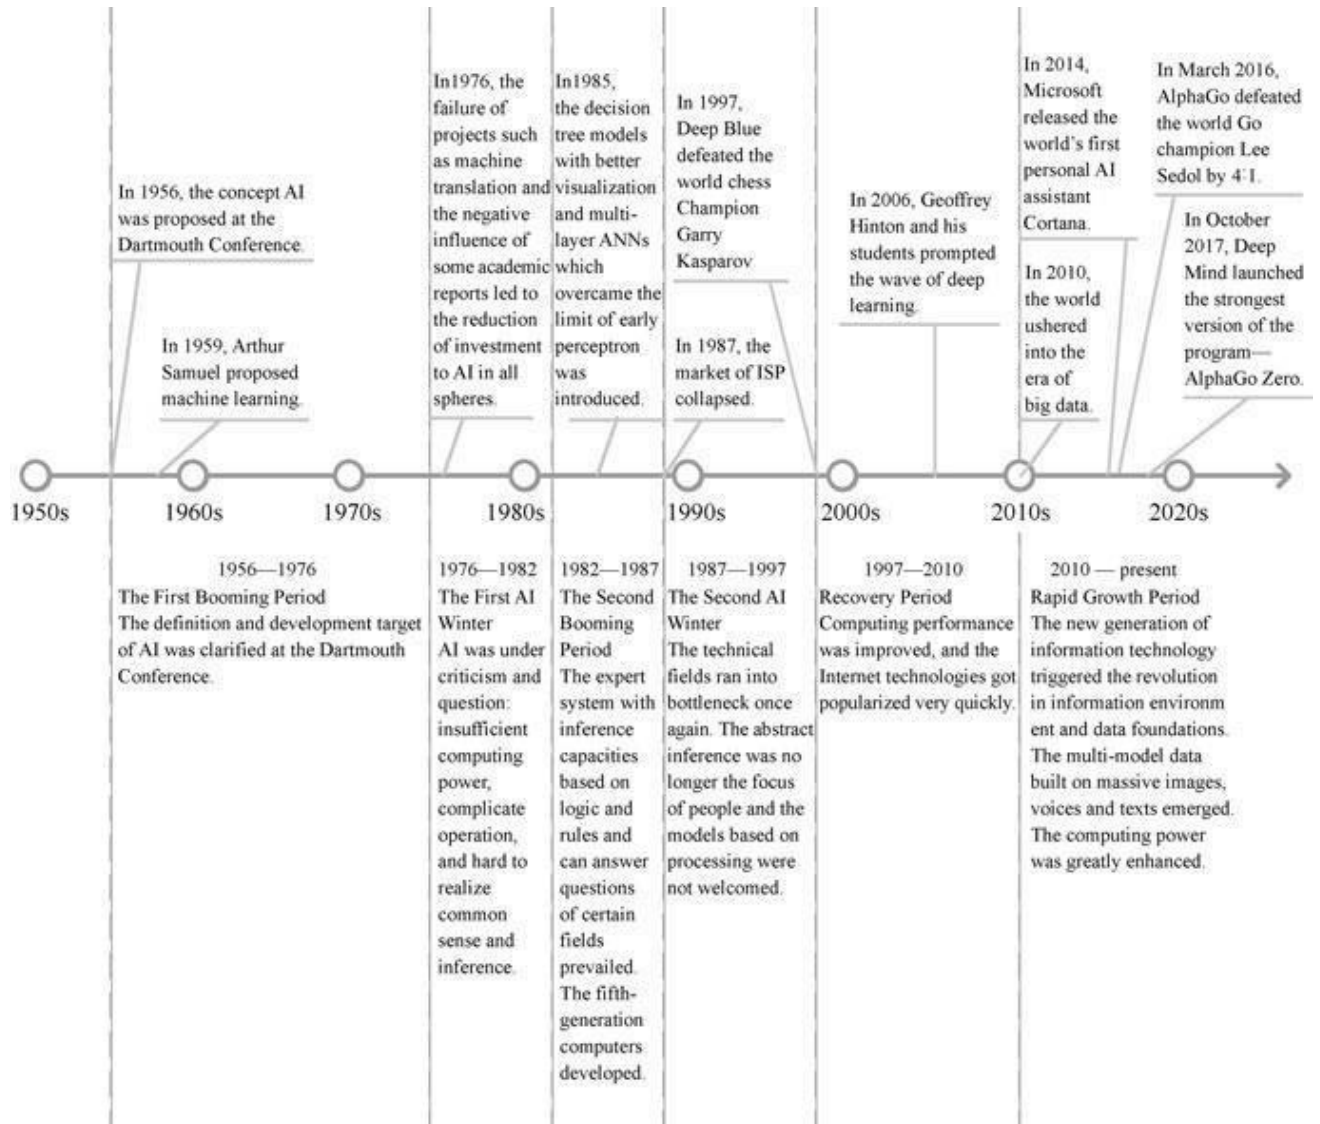 In 1956, the concept AI
was proposed at the
Dartmouth Conference.
In 1959, Arthur
Samuel proposed
machine learning.
In1976, the
failure of
projects such
as machine
translation and
the negative
influence of
some academic
reports led to
the reduction
of investment
to AI in all
spheres.
In1985,
the decision
tree models
with better
visualization
and multi-
layer ANNs
which
overcame the
limit of early
perceptron
was
introduced.
In 1997,
Deep Blue
defeated the
world chess
Champion
Garry
Kasparov
In 1987, the
market of ISP
collapsed.
In 2006, Geoffrey
Hinton and his
students prompted
the wave of deep
learning.
In 2014,
Microsoft
released the
world's first
personal AI
assistant
Cortana.
In 2010,
the world
ushered
into the
era of
big data.
In March 2016,
AlphaGo defeated
the world Go
champion Lee
Sedol by 4:1.
In October
2017, Deep
Mind launched
the strongest
version of the
program—
AlphaGo Zero.
1950s
1960s
1970s
1980s
1990s
2000s
2010s
2020s
1956—1976
The First Booming Period
The definition and development target
of AI was clarified at the Dartmouth
Conference.
1976—1982
The First AI
Winter
AI was under
criticism and
question:
insufficient
computing
power,
complicate
operation,
and hard to
realize
common
sense and
inference.
1982—1987
The Second
Booming
Period
The expert
system with
inference
capacities
based on
logic and
rules and
can answer
questions
of certain
fields
prevailed.
The fifth-
generation
computers
developed.
1987—1997
The Second AI
Winter
The technical
fields ran into
bottleneck once
again. The abstract
inference was no
longer the focus
of people and the
models based on
processing were
not welcomed.
1997—2010
Recovery Period
Computing performance
was improved, and the
Internet technologies got
popularized very quickly.
2010 — present
Rapid Growth Period
The new generation of
information technology
triggered the revolution
in information environm
ent and data foundations.
The multi-model data
built on massive images,
voices and texts emerged.
The computing power
was greatly enhanced.